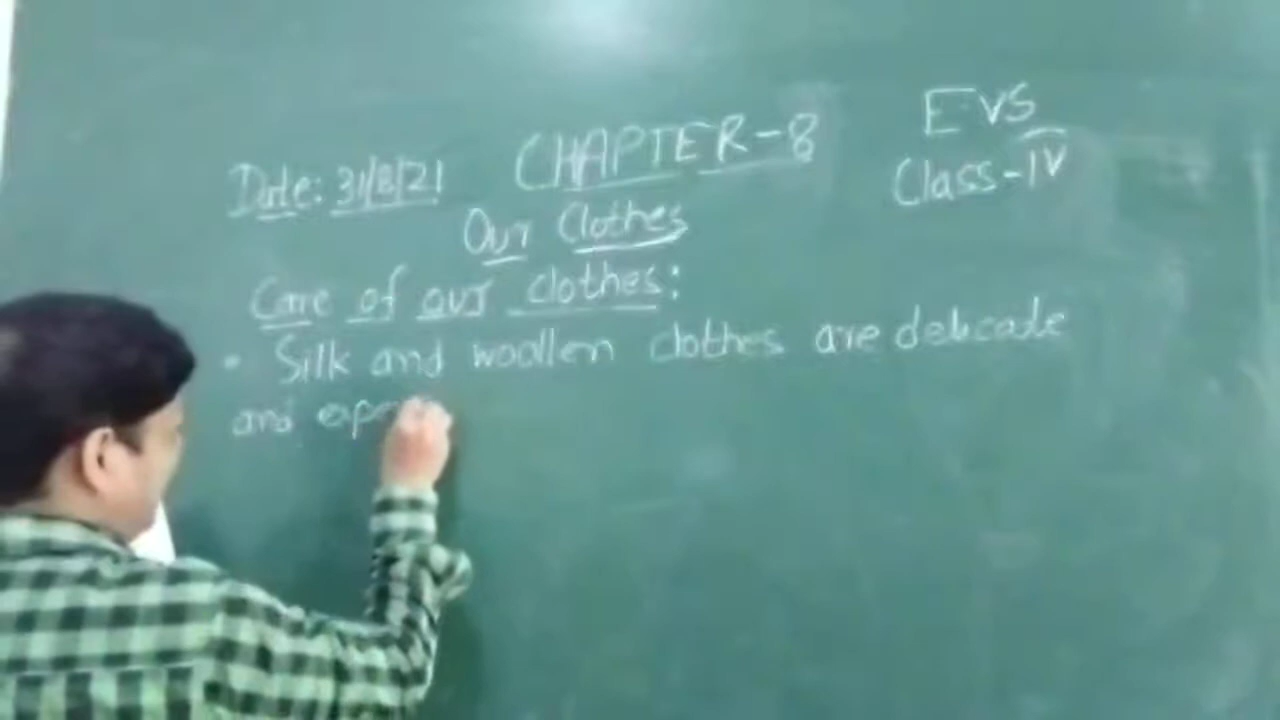 EVS
Class-IV
Date: 31/8/21
CHAPTER-8
Our Clothes
Care of our clothes:
• Silk and woollen clothes are delicate
and